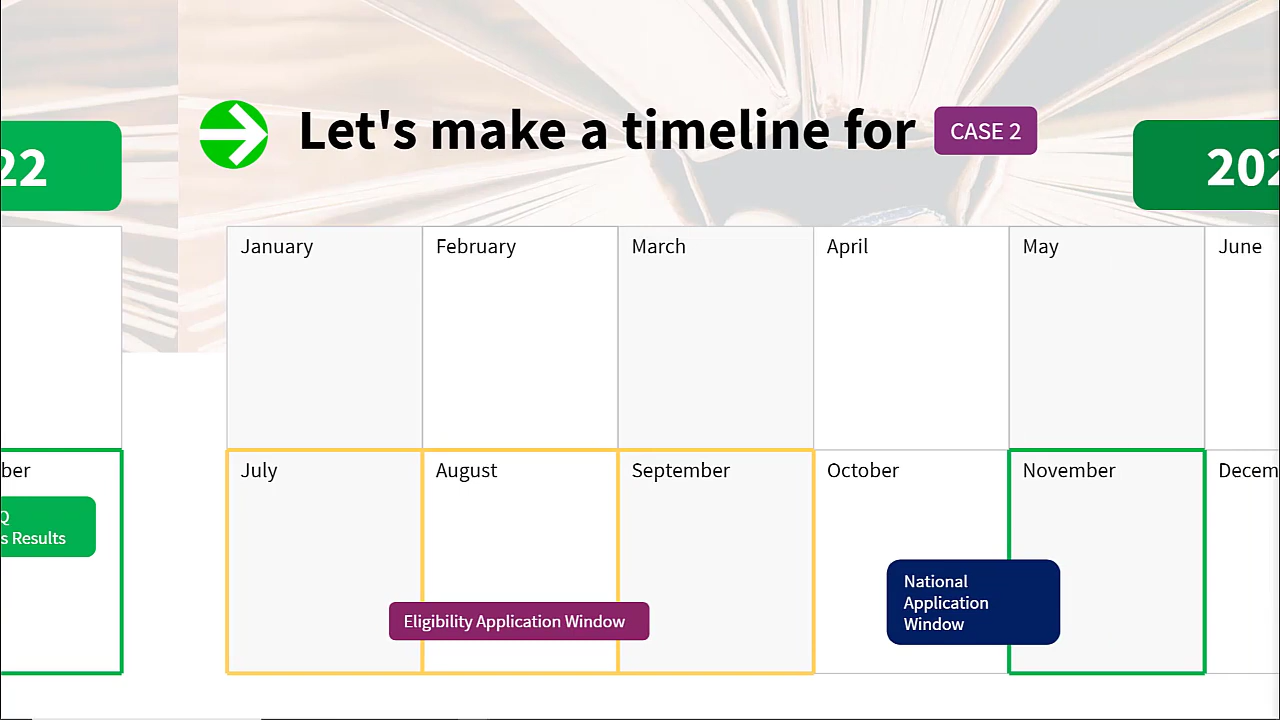 Let's make a timeline for CASE 2
22
202
January February March April May June
July August September October November Decem
ber
Q
s Results
Eligibility Application Window
National
Application
Window